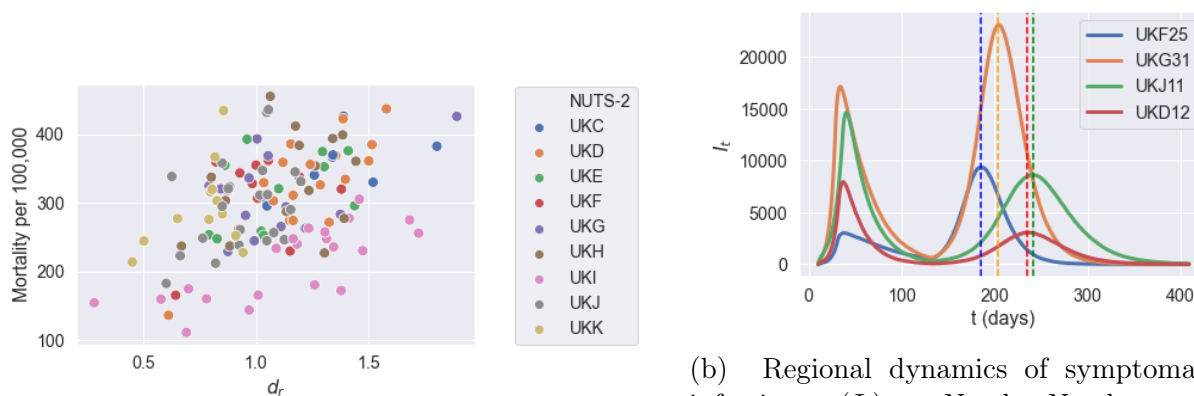 Mortality per 100,000
400
300
200
100
0.5
1.0
1.5
d_r
NUTS-2
UKC
UKD
UKE
UKF
UKG
UKH
UKI
UKJ
UKK
I_t
20000
15000
10000
5000
0
0
100
200
300
400
t (days)
UKF25
UKG31
UKJ11
UKD12
(b) Regional dynamics of symptoma